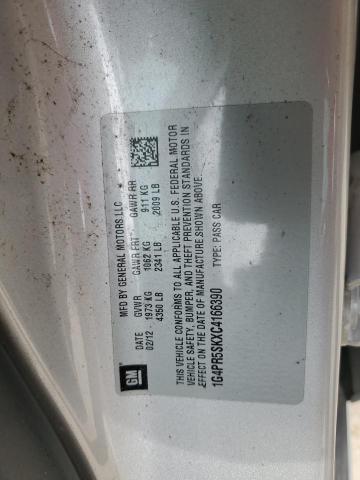 GM
MFD BY GENERAL MOTORS LLC
DATE GVWR GAWR FRT GAWR RR
02/12 1973 KG 1062 KG 911 KG
4350 LB 2341 LB 2009 LB
THIS VEHICLE CONFORMS TO ALL APPLICABLE U.S. FEDERAL MOTOR
VEHICLE SAFETY, BUMPER, AND THEFT PREVENTION STANDARDS IN
EFFECT ON THE DATE OF MANUFACTURE SHOWN ABOVE.
1G4PR5SKXC4166390 TYPE: PASS CAR